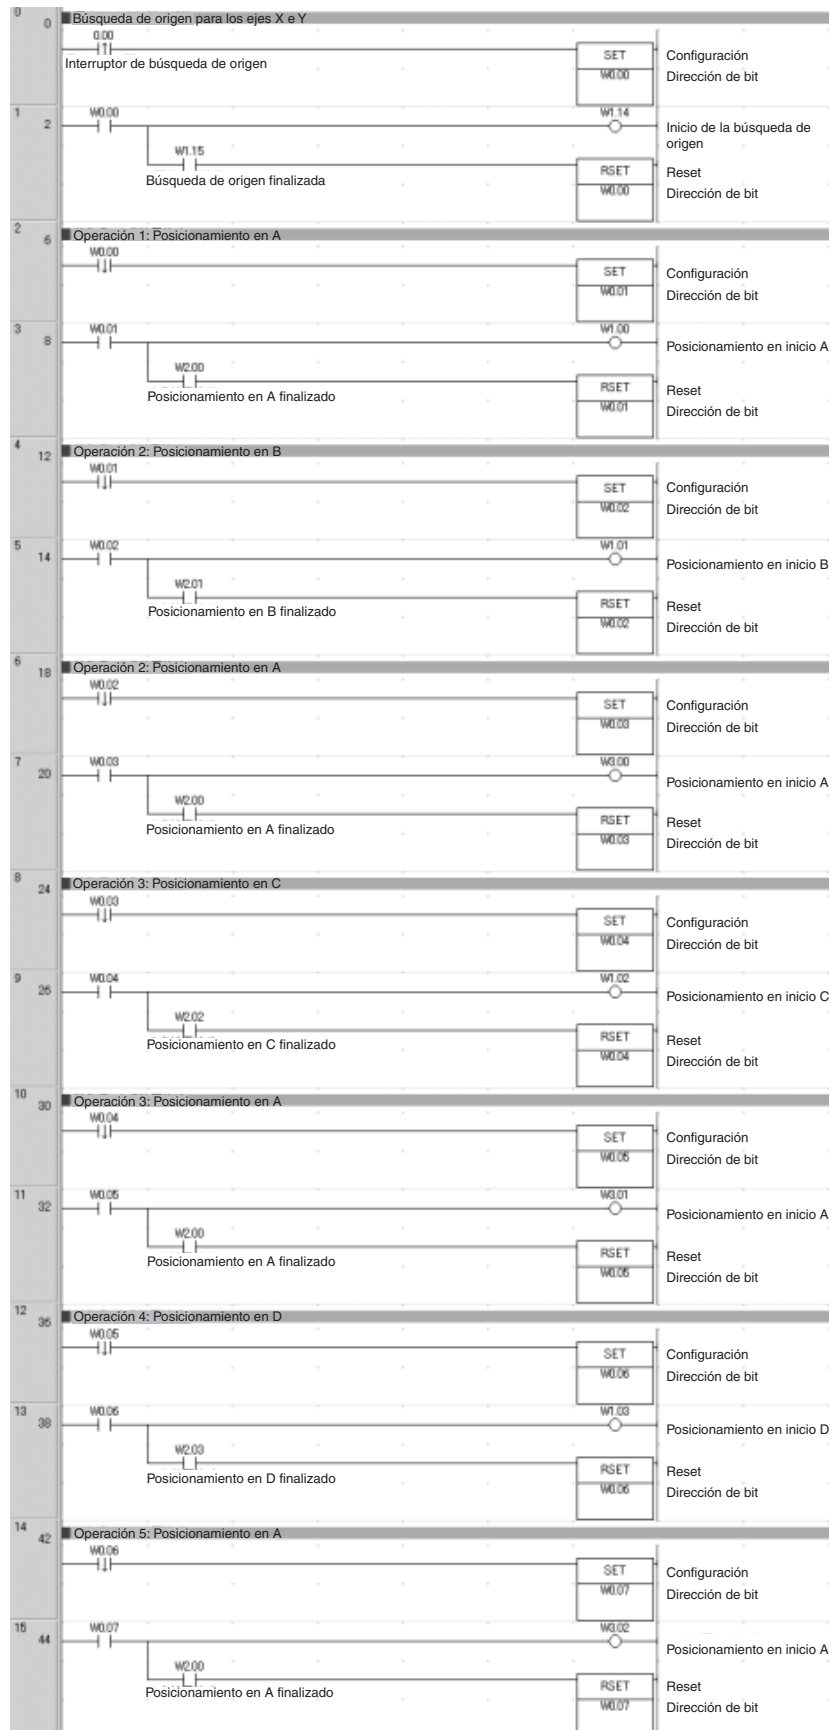 0 0 Búsqueda de origen para los ejes X e Y
0.00
Interruptor de búsqueda de origen
SET Configuración
W0.00 Dirección de bit
1 2 W0.00 W1.14
Inicio de la búsqueda de
origen
W1.15
Búsqueda de origen finalizada
RSET Reset
W0.00 Dirección de bit
2 6 Operación 1: Posicionamiento en A
W0.00
SET Configuración
W0.01 Dirección de bit
3 8 W0.01 W1.00
Posicionamiento en inicio A
W2.00
Posicionamiento en A finalizado
RSET Reset
W0.01 Dirección de bit
4 12 Operación 2: Posicionamiento en B
W0.01
SET Configuración
W0.02 Dirección de bit
5 14 W0.02 W1.01
Posicionamiento en inicio B
W2.01
Posicionamiento en B finalizado
RSET Reset
W0.02 Dirección de bit
6 18 Operación 2: Posicionamiento en A
W0.02
SET Configuración
W0.03 Dirección de bit
7 20 W0.03 W3.00
Posicionamiento en inicio A
W2.00
Posicionamiento en A finalizado
RSET Reset
W0.03 Dirección de bit
8 24 Operación 3: Posicionamiento en C
W0.03
SET Configuración
W0.04 Dirección de bit
9 26 W0.04 W1.02
Posicionamiento en inicio C
W2.02
Posicionamiento en C finalizado
RSET Reset
W0.04 Dirección de bit
10 30 Operación 3: Posicionamiento en A
W0.04
SET Configuración
W0.05 Dirección de bit
11 32 W0.05 W3.01
Posicionamiento en inicio A
W2.00
Posicionamiento en A finalizado
RSET Reset
W0.05 Dirección de bit
12 36 Operación 4: Posicionamiento en D
W0.05
SET Configuración
W0.06 Dirección de bit
13 38 W0.06 W1.03
Posicionamiento en inicio D
W2.03
Posicionamiento en D finalizado
RSET Reset
W0.06 Dirección de bit
14 42 Operación 5: Posicionamiento en A
W0.06
SET Configuración
W0.07 Dirección de bit
15 44 W0.07 W3.02
Posicionamiento en inicio A
W2.00
Posicionamiento en A finalizado
RSET Reset
W0.07 Dirección de bit